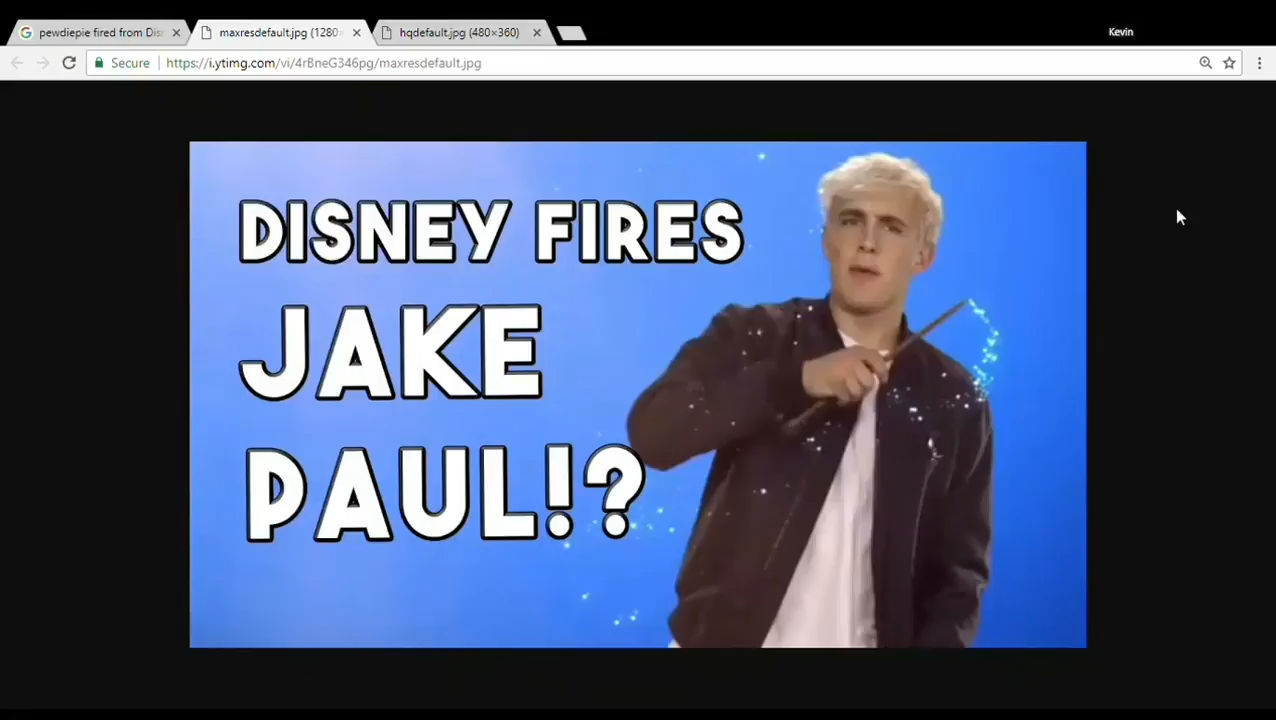 pewdiepie fired from Dis
maxresdefault.jpg (1280×
hqdefault.jpg (480×360)
Kevin
Secure
https://i.ytimg.com/vi/4rBneG346pg/maxresdefault.jpg
DISNEY FIRES
JAKE
PAUL!?